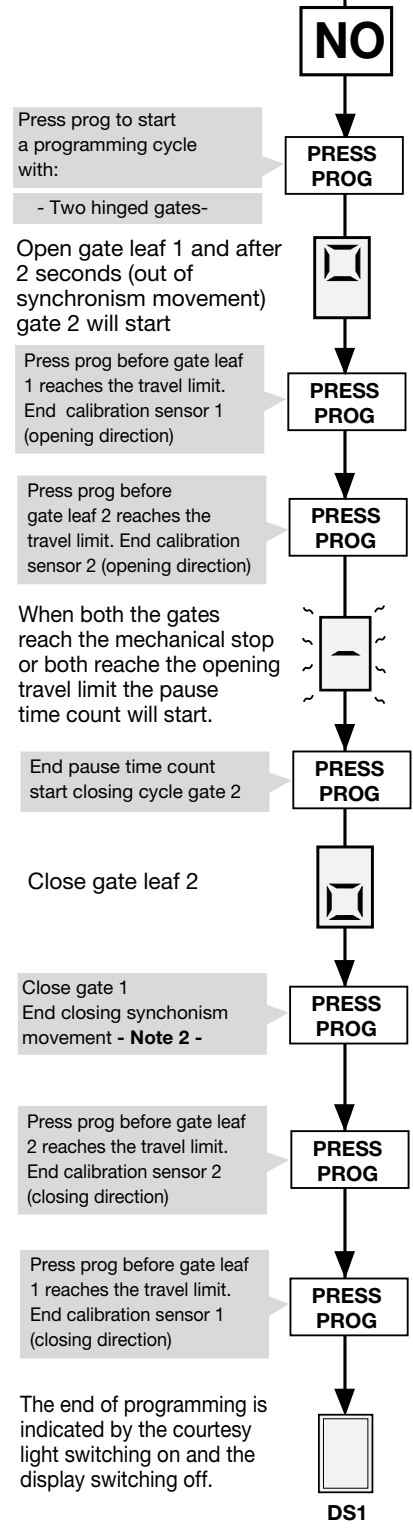 NO
Press prog to start
a programming cycle
with:
- Two hinged gates-
PRESS
PROG
Open gate leaf 1 and after
2 seconds (out of
synchronism movement)
gate 2 will start
Press prog before gate leaf
1 reaches the travel limit.
End calibration sensor 1
(opening direction)
PRESS
PROG
Press prog before
gate leaf 2 reaches the
travel limit. End calibration
sensor 2 (opening direction)
PRESS
PROG
When both the gates
reach the mechanical stop
or both reache the opening
travel limit the pause
time count will start.
End pause time count
start closing cycle gate 2
PRESS
PROG
Close gate leaf 2
Close gate 1
End closing synchonism
movement - Note 2 -
PRESS
PROG
Press prog before gate leaf
2 reaches the travel limit.
End calibration sensor 2
(closing direction)
PRESS
PROG
Press prog before gate leaf
1 reaches the travel limit.
End calibration sensor 1
(closing direction)
PRESS
PROG
The end of programming is
indicated by the courtesy
light switching on and the
display switching off.
DS1